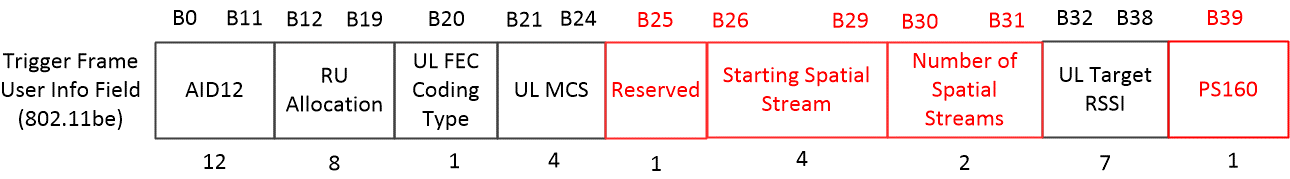 B0 B11 B12 B19 B20 B21 B24 B25 B26 B29 B30 B31 B32 B38 B39
Trigger Frame
User Info Field
(802.11be)
AID12
RU
Allocation
UL FEC
Coding
Type
UL MCS
Reserved
Starting Spatial
Stream
Number of
Spatial
Streams
UL Target
RSSI
PS160
12 8 1 4 1 4 2 7 1